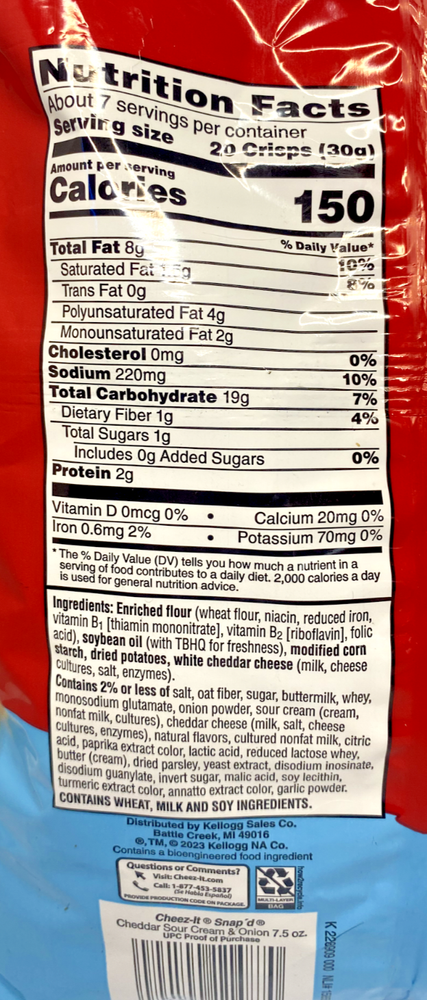 Nutrition Facts
About 7 servings per container
Serving size 20 Crisps (30g)
Amount per serving
Calories 150
% Daily Value*
Total Fat 8g 10%
Saturated Fat 1.5g 8%
Trans Fat 0g
Polyunsaturated Fat 4g
Monounsaturated Fat 2g
Cholesterol 0mg 0%
Sodium 220mg 10%
Total Carbohydrate 19g 7%
Dietary Fiber 1g 4%
Total Sugars 1g
Includes 0g Added Sugars 0%
Protein 2g
Vitamin D 0mcg 0% • Calcium 20mg 0%
Iron 0.6mg 2% • Potassium 70mg 0%
* The % Daily Value (DV) tells you how much a nutrient in a
serving of food contributes to a daily diet. 2,000 calories a day
is used for general nutrition advice.
Ingredients: Enriched flour (wheat flour, niacin, reduced iron,
vitamin B1 [thiamin mononitrate], vitamin B2 [riboflavin], folic
acid), soybean oil (with TBHQ for freshness), modified corn
starch, dried potatoes, white cheddar cheese (milk, cheese
cultures, salt, enzymes).
Contains 2% or less of salt, oat fiber, sugar, buttermilk, whey,
monosodium glutamate, onion powder, sour cream (cream,
nonfat milk, cultures), cheddar cheese (milk, salt, cheese
cultures, enzymes), natural flavors, cultured nonfat milk, citric
acid, paprika extract color, lactic acid, reduced lactose whey,
butter (cream), dried parsley, yeast extract, disodium inosinate,
disodium guanylate, invert sugar, malic acid, soy lecithin,
turmeric extract color, annatto extract color, garlic powder.
CONTAINS WHEAT, MILK AND SOY INGREDIENTS.
Distributed by Kellogg Sales Co.
Battle Creek, MI 49016
®, TM, © 2023 Kellogg NA Co.
Contains a bioengineered food ingredient
Questions or Comments?
Visit: Cheez-It.com
Call: 1-877-453-5837
(Se Habla Español)
PROVIDE PRODUCTION CODE ON PACKAGE.
MULTI-LAYER
BAG
how2recycle.info
Cheez-It ® Snap'd ®
Cheddar Sour Cream & Onion 7.5 oz.
UPC Proof of Purchase